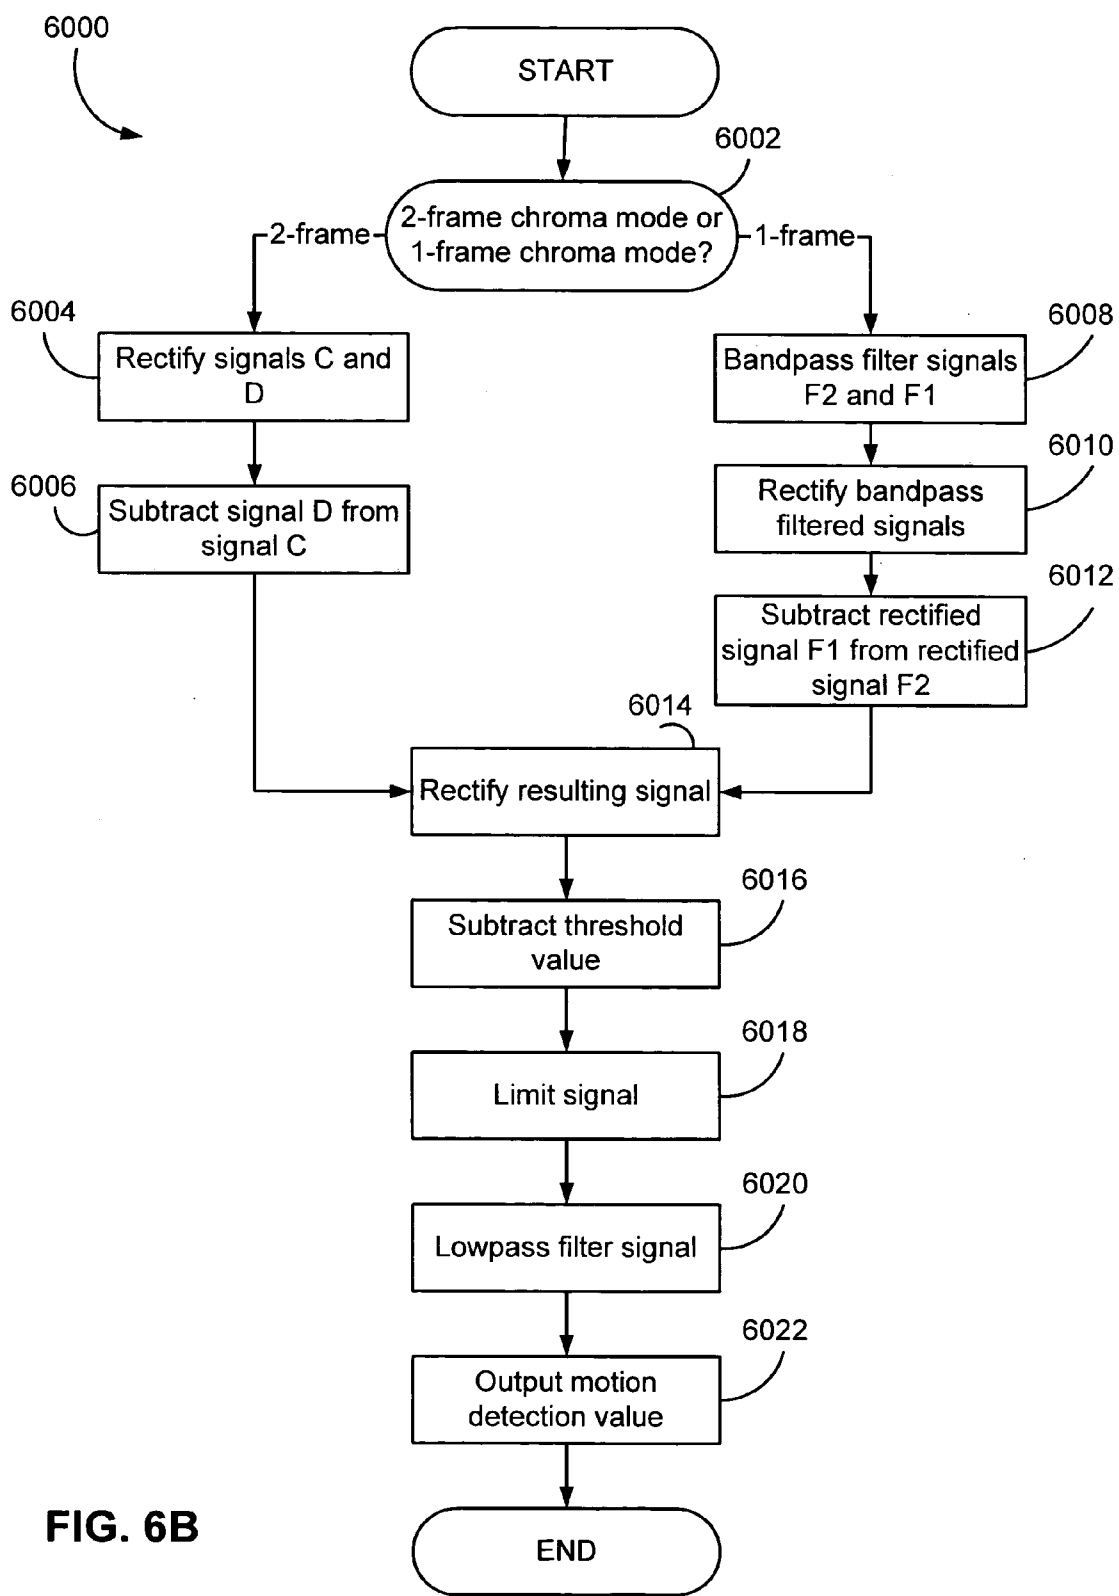 6000
START
6002
2-frame chroma mode or
1-frame chroma mode?
2-frame
1-frame
6004
Rectify signals C and
D
6008
Bandpass filter signals
F2 and F1
6006
Subtract signal D from
signal C
6010
Rectify bandpass
filtered signals
6012
Subtract rectified
signal F1 from rectified
signal F2
6014
Rectify resulting signal
6016
Subtract threshold
value
6018
Limit signal
6020
Lowpass filter signal
6022
Output motion
detection value
END
FIG. 6B